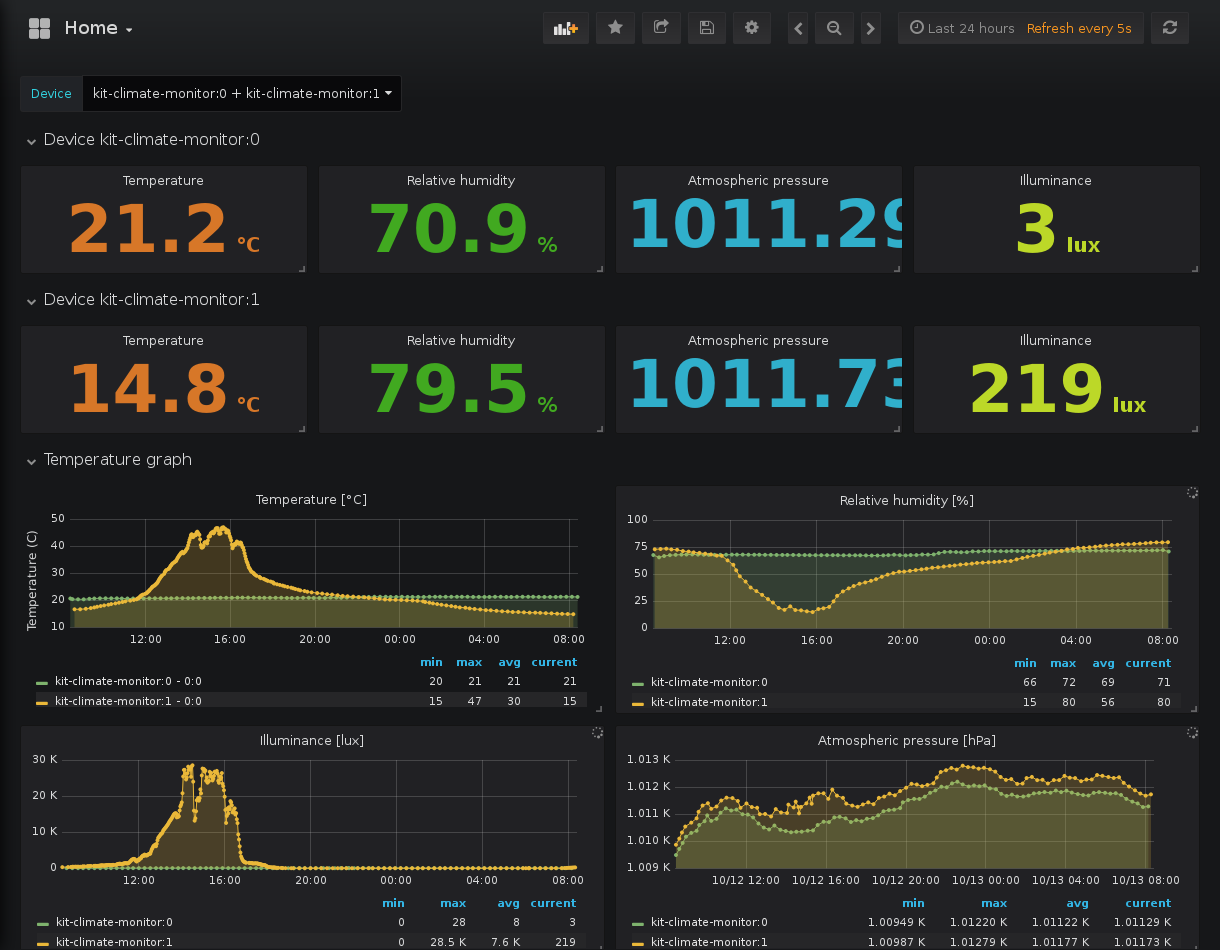 Home
Last 24 hours Refresh every 5s
Device kit-climate-monitor:0 + kit-climate-monitor:1
Device kit-climate-monitor:0
Temperature Relative humidity Atmospheric pressure Illuminance
21.2 °C 70.9 % 1011.29 3 lux
Device kit-climate-monitor:1
Temperature Relative humidity Atmospheric pressure Illuminance
14.8 °C 79.5 % 1011.73 219 lux
Temperature graph
Temperature [°C]
Temperature (C)
50
40
30
20
10
12:00 16:00 20:00 00:00 04:00 08:00
min max avg current
kit-climate-monitor:0 - 0:0 20 21 21 21
kit-climate-monitor:1 - 0:0 15 47 30 15
Relative humidity [%]
100
75
50
25
0
12:00 16:00 20:00 00:00 04:00 08:00
min max avg current
kit-climate-monitor:0 66 72 69 71
kit-climate-monitor:1 15 80 56 80
Illuminance [lux]
30 K
20 K
10 K
0
12:00 16:00 20:00 00:00 04:00 08:00
min max avg current
kit-climate-monitor:0 0 28 8 3
kit-climate-monitor:1 0 28.5 K 7.6 K 219
Atmospheric pressure [hPa]
1.013 K
1.012 K
1.011 K
1.010 K
1.009 K
10/12 12:00 10/12 16:00 10/12 20:00 10/13 00:00 10/13 04:00 10/13 08:00
min max avg current
kit-climate-monitor:0 1.00949 K 1.01220 K 1.01122 K 1.01129 K
kit-climate-monitor:1 1.00987 K 1.01279 K 1.01177 K 1.01173 K